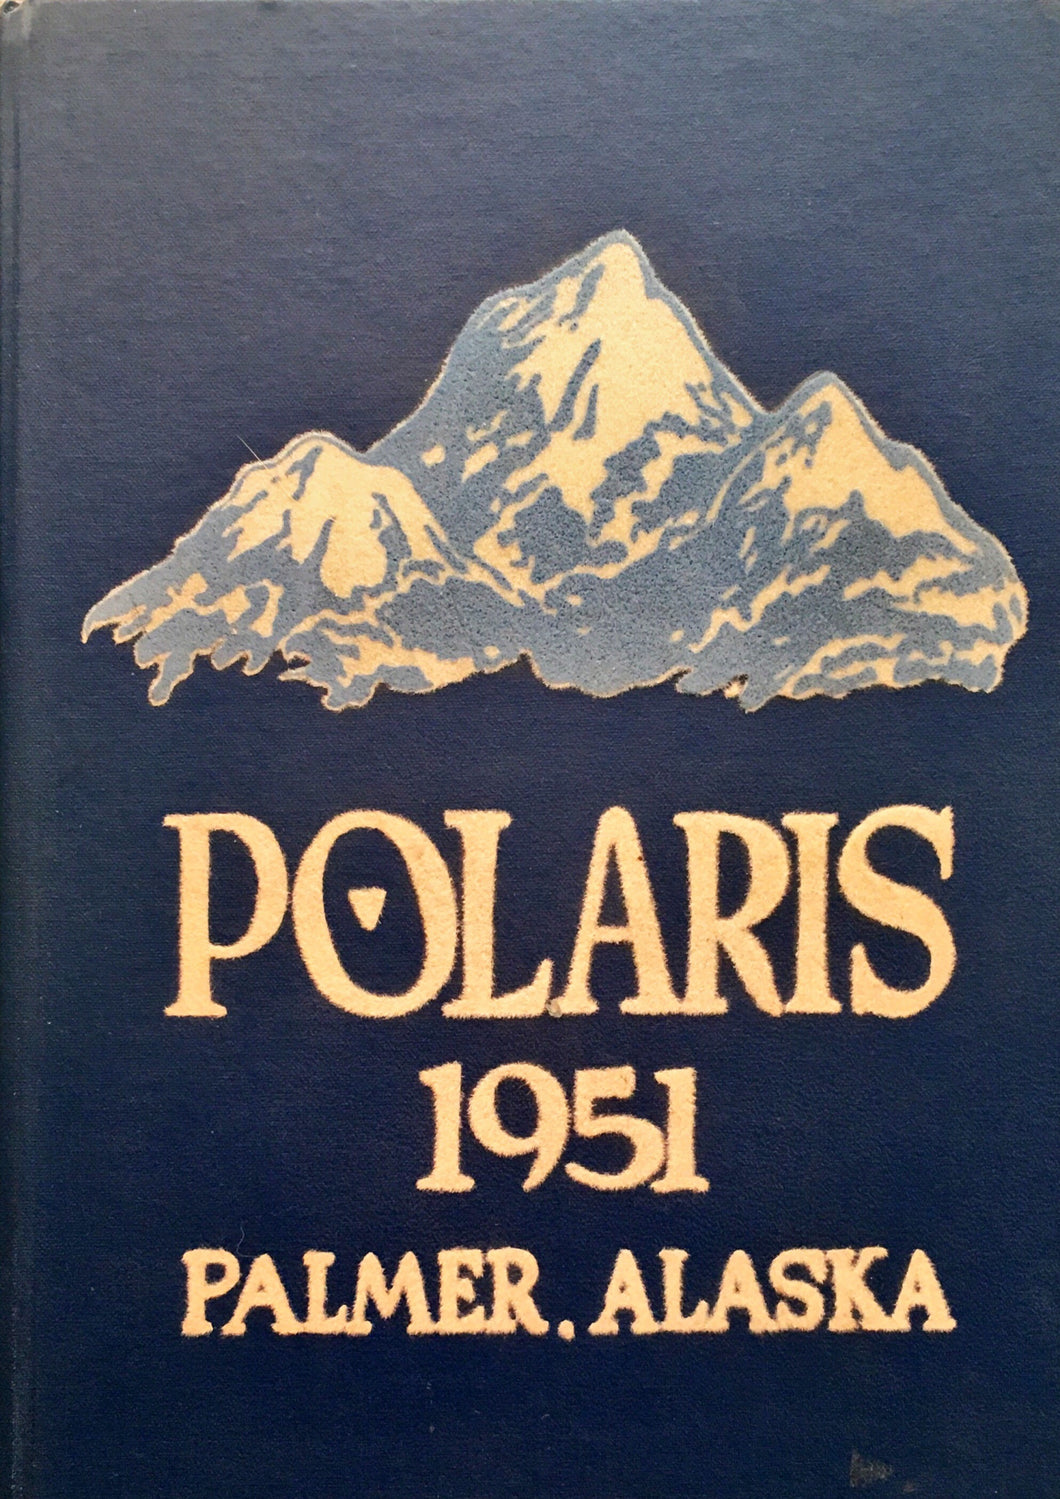 POLARIS
1951
PALMER, ALASKA